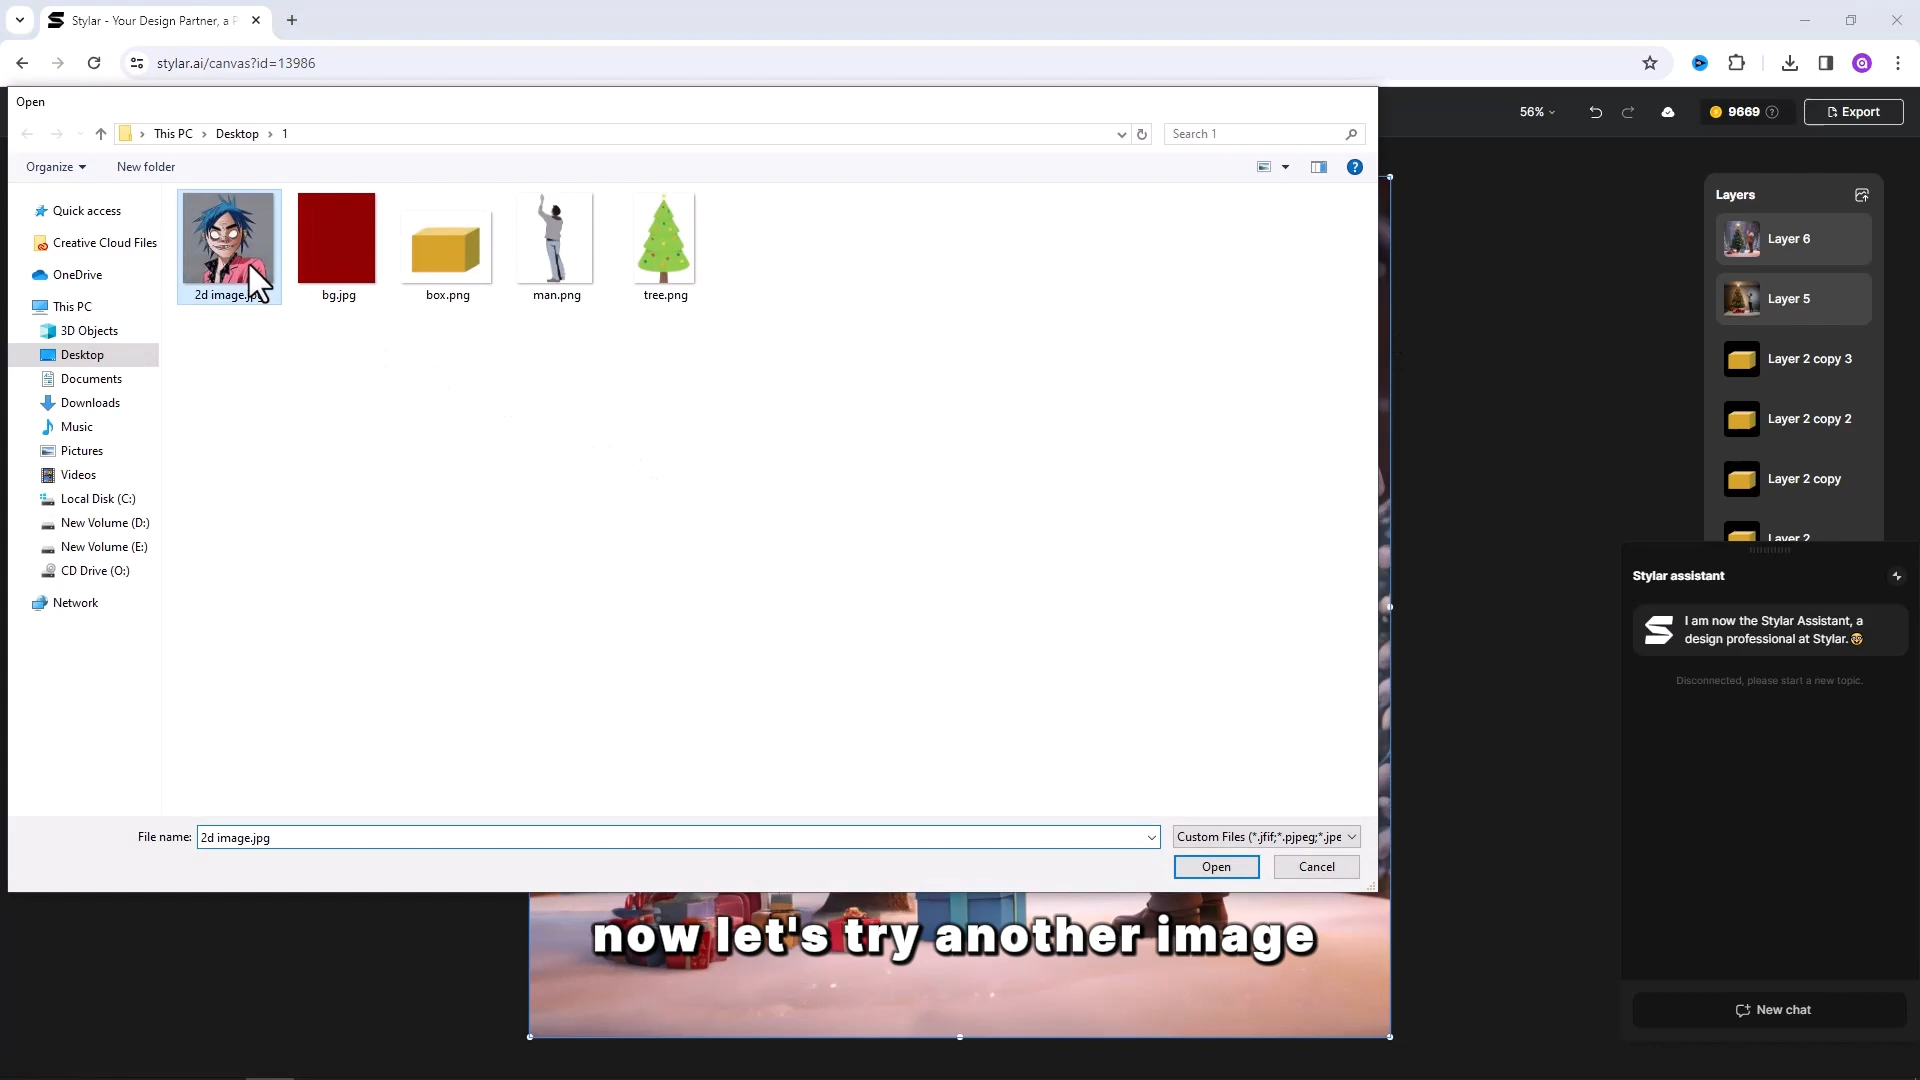 Stylar - Your Design Partner, a P
stylar.ai/canvas?id=13986
Open
This PC > Desktop > 1
Search 1
56%
9669
Export
Organize
New folder
Quick access
Creative Cloud Files
OneDrive
This PC
3D Objects
Desktop
Documents
Downloads
Music
Pictures
Videos
Local Disk (C:)
New Volume (D:)
New Volume (E:)
CD Drive (O:)
Network
2d image.jpg
bg.jpg
box.png
man.png
tree.png
Layers
Layer 6
Layer 5
Layer 2 copy 3
Layer 2 copy 2
Layer 2 copy
Layer 2
Stylar assistant
I am now the Stylar Assistant, a
design professional at Stylar.🤓
Disconnected, please start a new topic.
New chat
File name:
2d image.jpg
Custom Files (*.jfif;*.pjpeg;*.jpe
Open
Cancel
now let's try another image